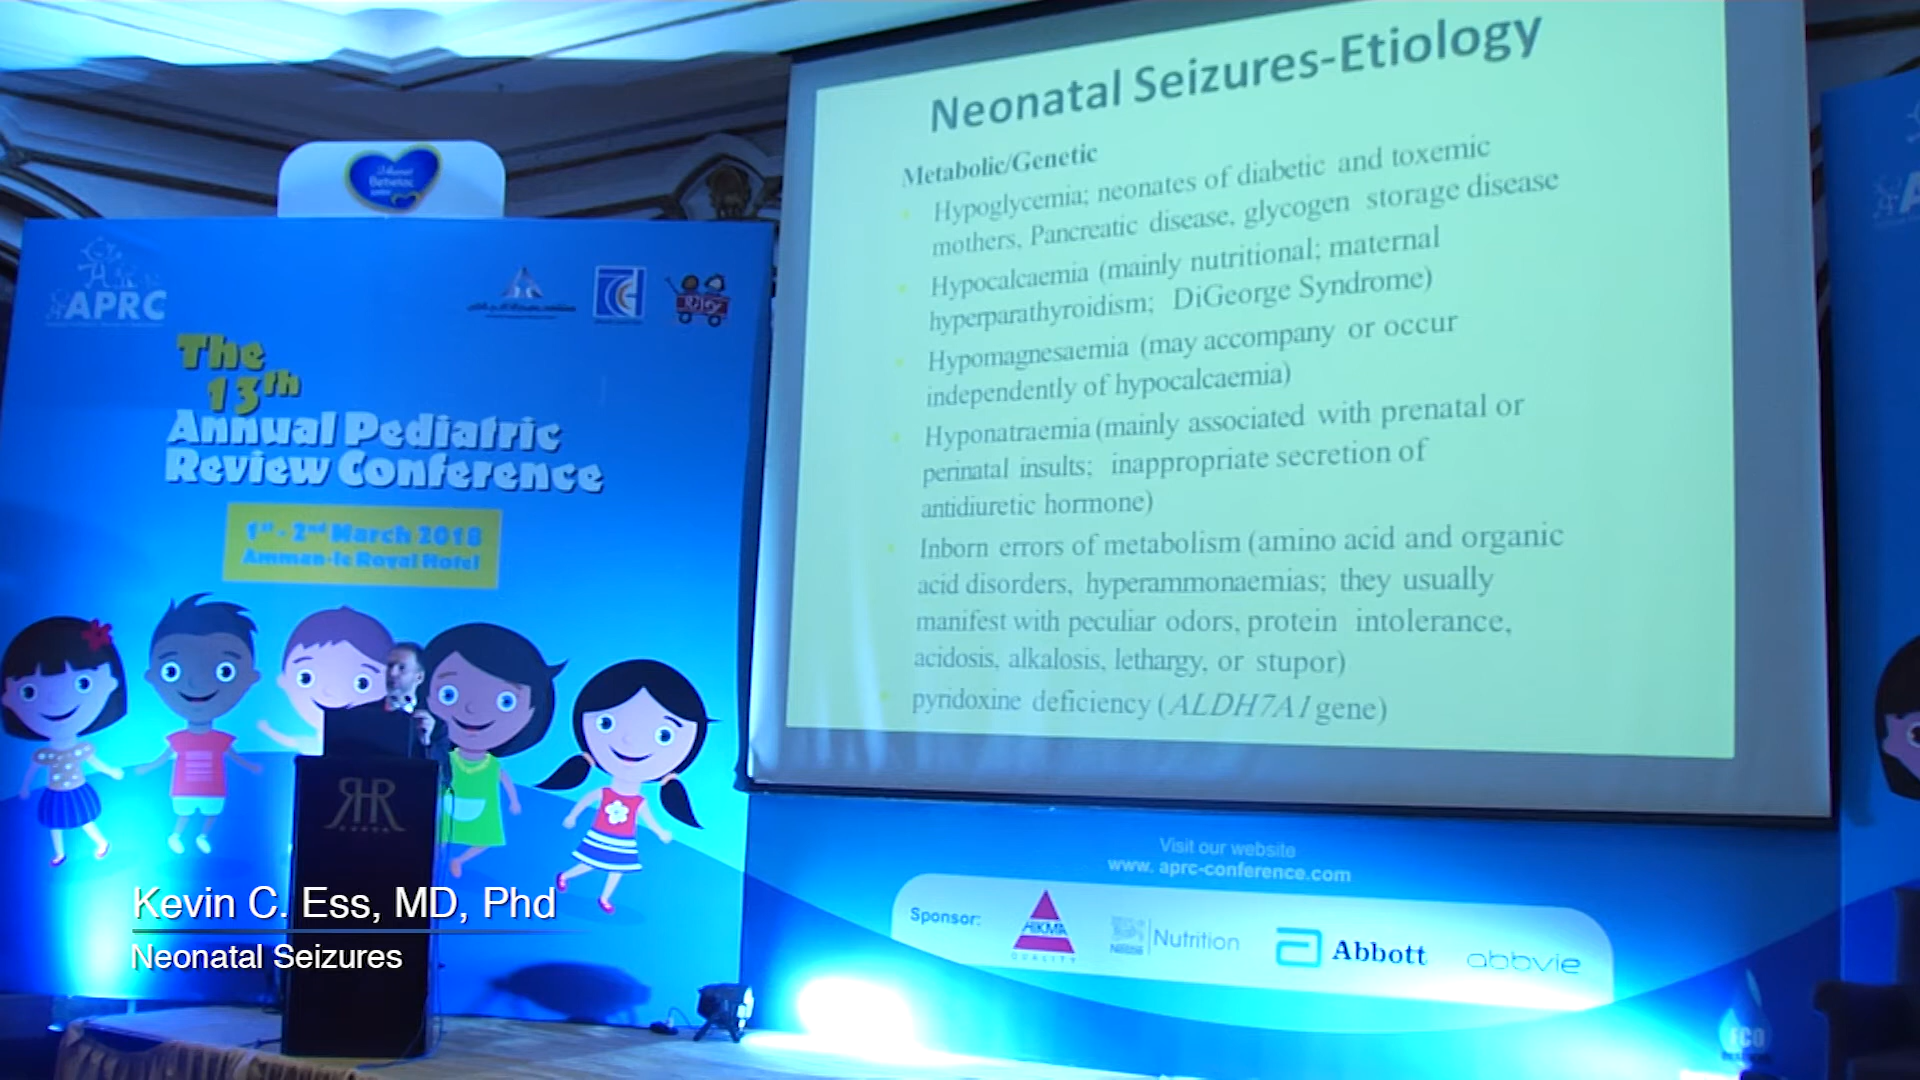 Neonatal Seizures-Etiology
Metabolic/Genetic
Hypoglycemia; neonates of diabetic and toxemic
mothers, Pancreatic disease, glycogen storage disease
Hypocalcaemia (mainly nutritional; maternal
hyperparathyroidism; DiGeorge Syndrome)
Hypomagnesaemia (may accompany or occur
independently of hypocalcaemia)
Hyponatraemia (mainly associated with prenatal or
perinatal insults; inappropriate secretion of
antidiuretic hormone)
Inborn errors of metabolism (amino acid and organic
acid disorders, hyperammonaemias; they usually
manifest with peculiar odors, protein intolerance,
acidosis, alkalosis, lethargy, or stupor)
pyridoxine deficiency (ALDH7A1 gene)
APRC
The
13th
Annual Pediatric
Review Conference
1st - 2nd March 2018
Amman-le Royal Hotel
RHR
Kevin C. Ess, MD, Phd
Neonatal Seizures
Visit our website
www. aprc-conference.com
Sponsor:
HIKMA
QUALITY
Nestlé
Nutrition
Abbott
abbvie
ECO